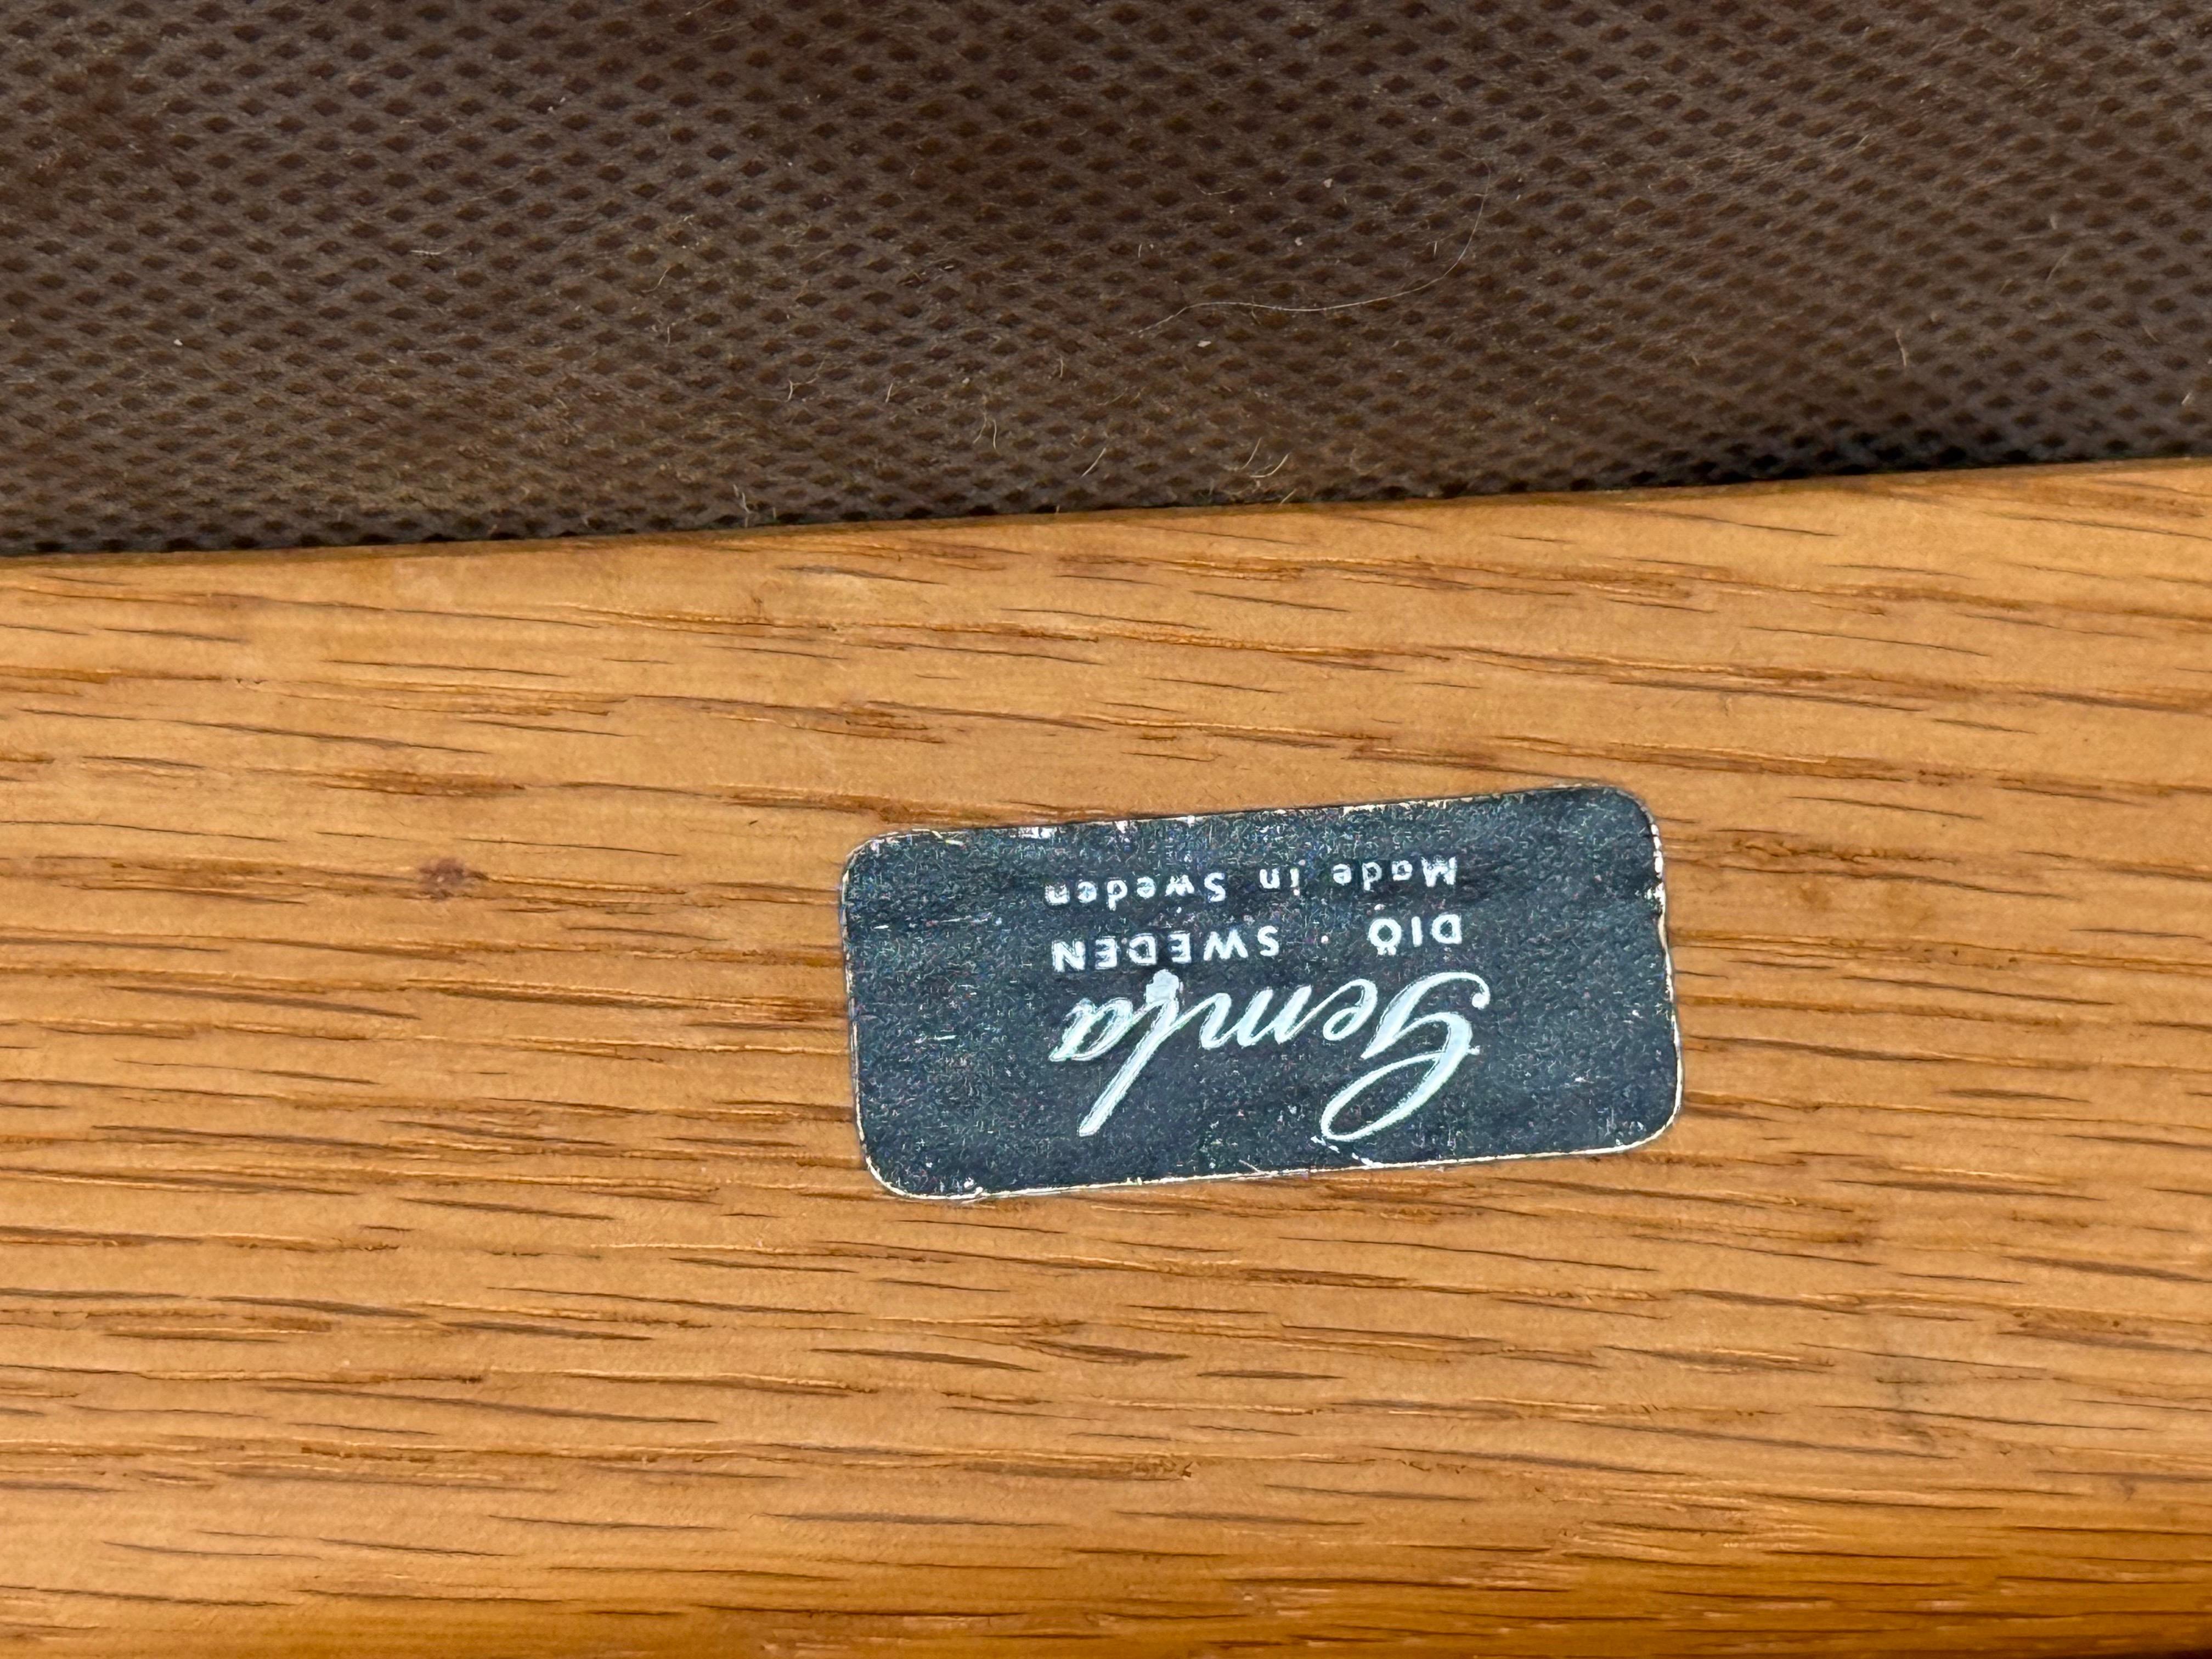 Gemla
DIÖ · SWEDEN
Made in Sweden